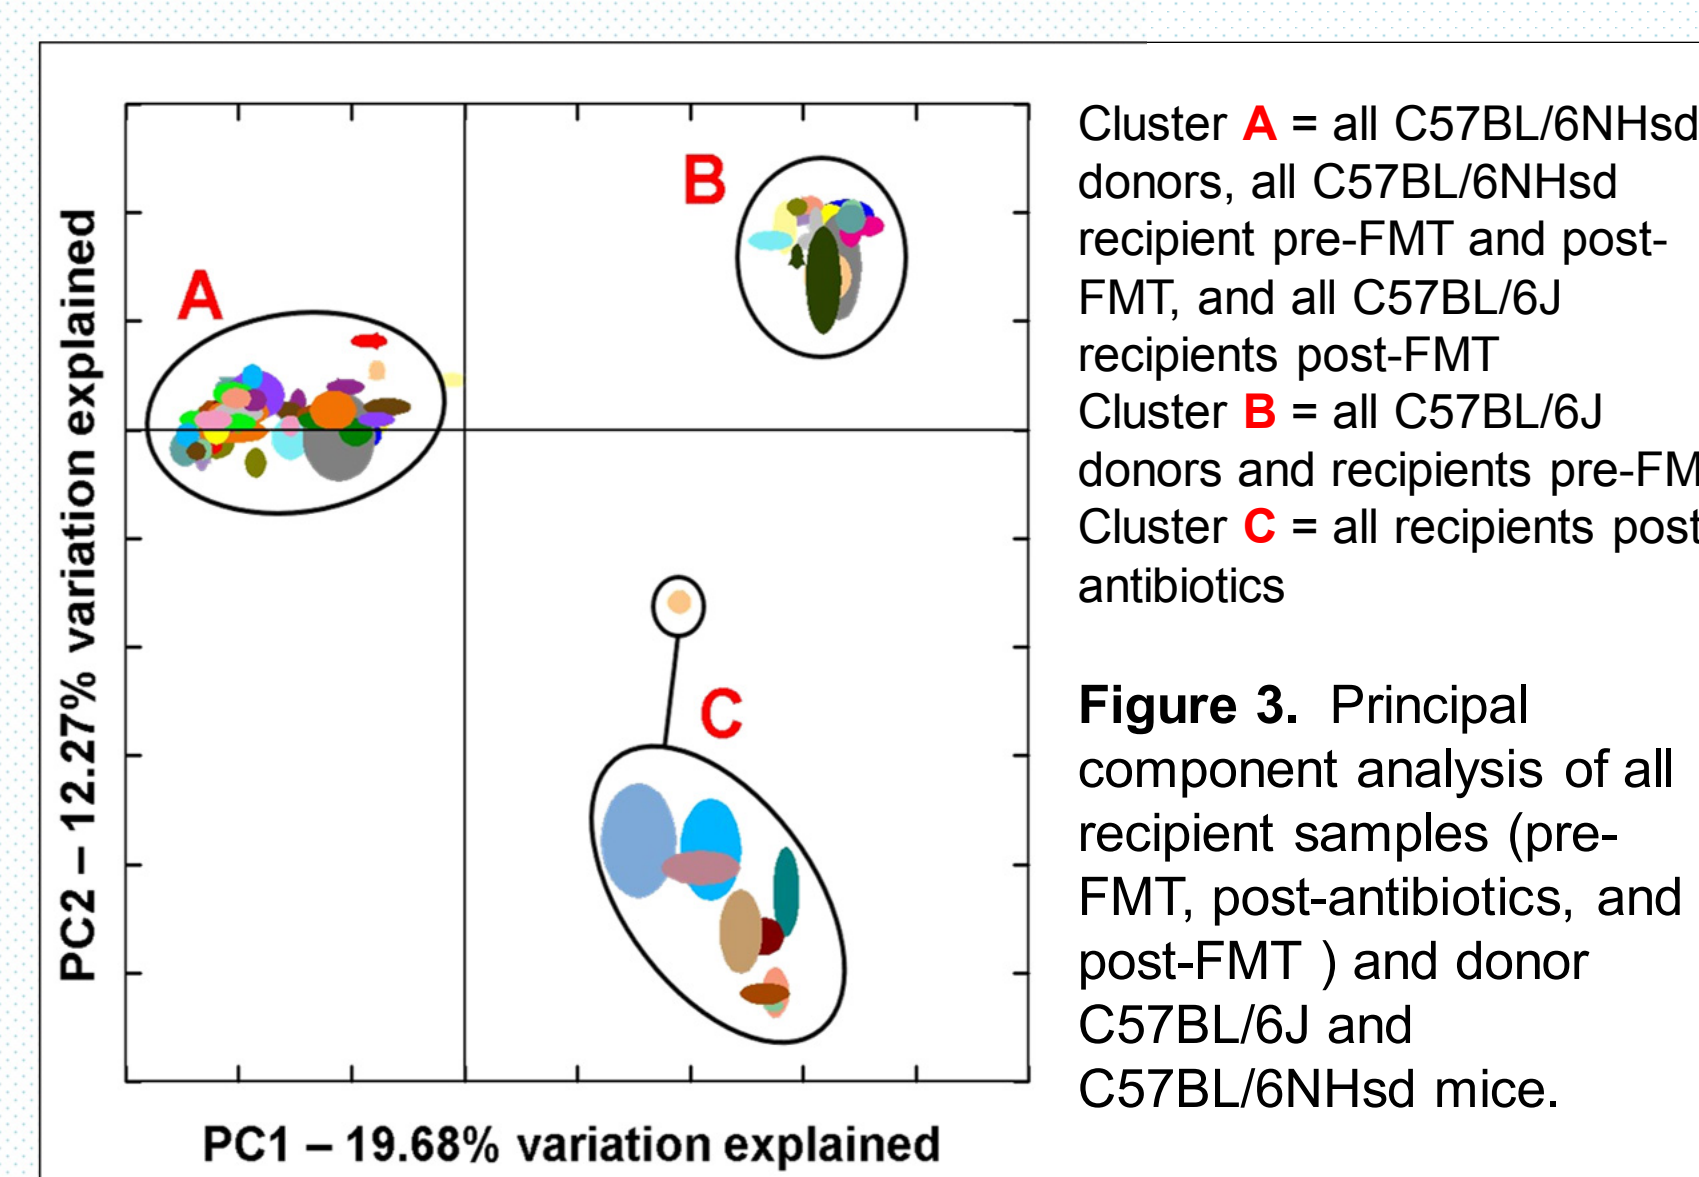 A
B
C
PC2 – 12.27% variation explained
PC1 – 19.68% variation explained
Cluster A = all C57BL/6NHsd
donors, all C57BL/6NHsd
recipient pre-FMT and post-
FMT, and all C57BL/6J
recipients post-FMT
Cluster B = all C57BL/6J
donors and recipients
Cluster C = all recipients
antibiotics
Figure 3. Principal
component analysis of all
recipient samples (pre-
FMT, post-antibiotics, and
post-FMT ) and donor
C57BL/6J and
C57BL/6NHsd mice.